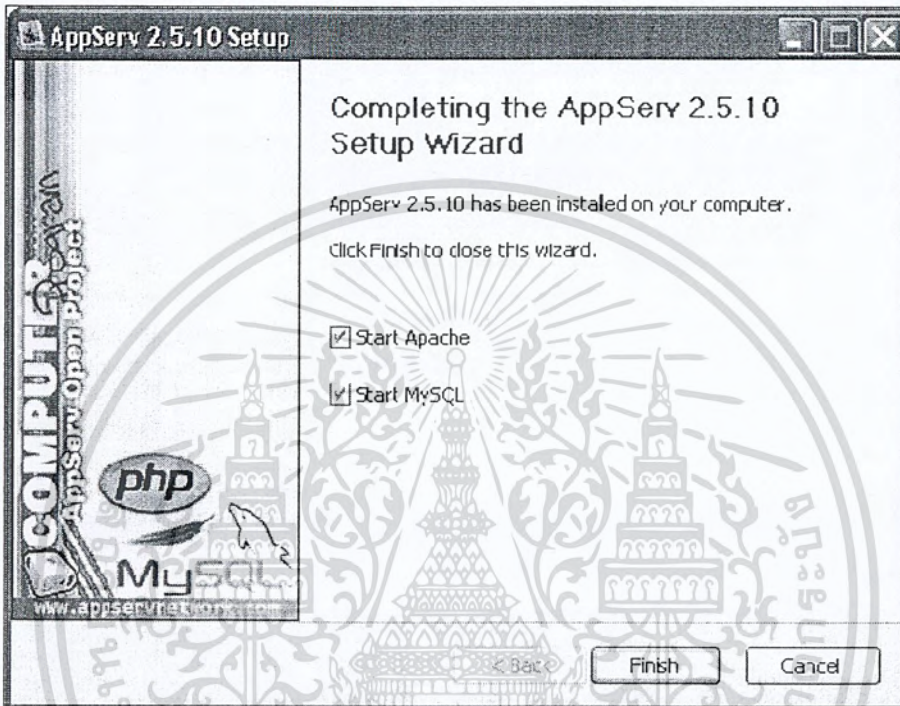 AppServ 2.5.10 Setup
Completing the AppServ 2.5.10
Setup Wizard
AppServ 2.5.10 has been installed on your computer.
Click Finish to close this wizard.
Start Apache
Start MySQL
AppServ Open Project
php
MySQL
www.appservnetwork.com
< Back
Finish
Cancel